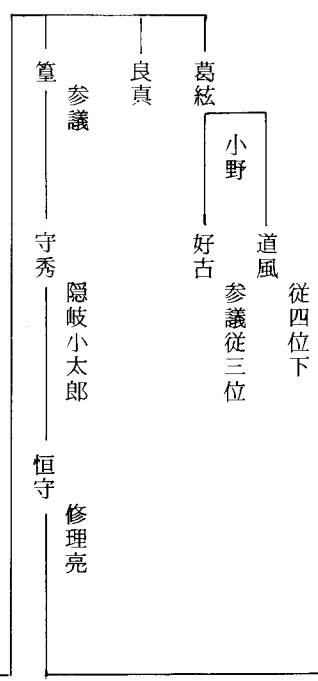 従四位下
道風
参議従三位
小野
好古
葛絃
良真
参議
篁
隠岐小太郎
守秀
修理亮
恒守